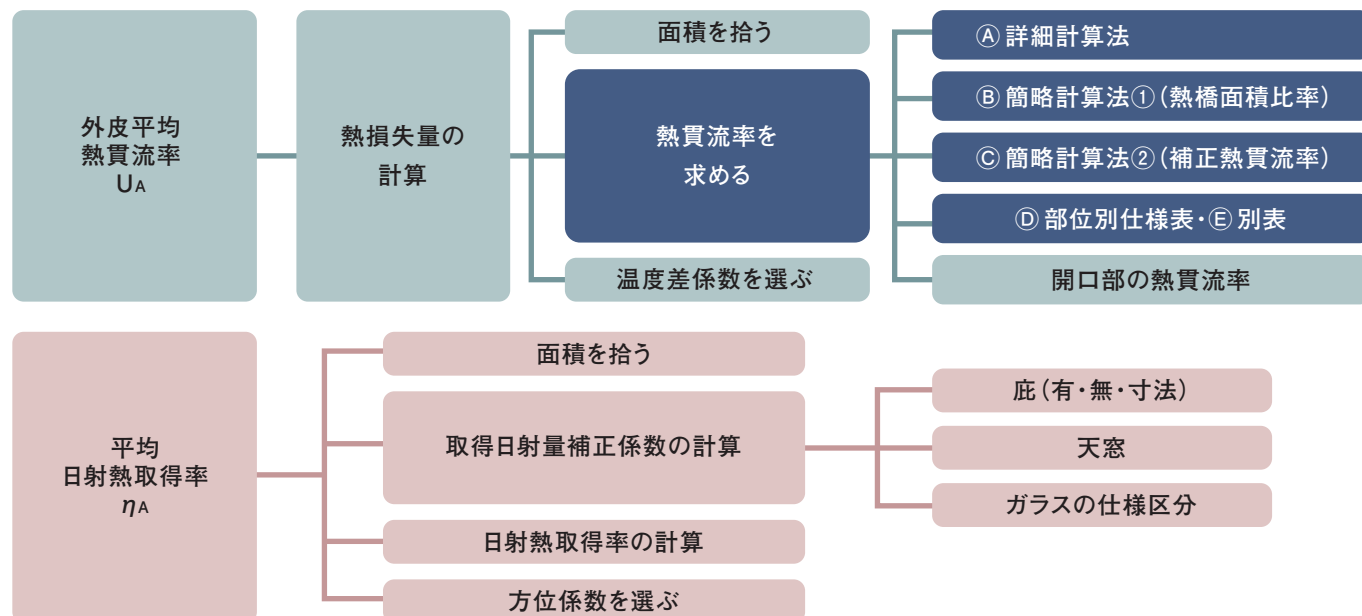 外皮平均
熱貫流率
UA
熱損失量の
計算
面積を拾う
熱貫流率を
求める
温度差係数を選ぶ
Ⓐ詳細計算法
Ⓑ簡略計算法①(熱橋面積比率)
Ⓒ簡略計算法②(補正熱貫流率)
Ⓓ部位別仕様表・Ⓔ別表
開口部の熱貫流率
平均
日射熱取得率
ηA
面積を拾う
取得日射量補正係数の計算
日射熱取得率の計算
方位係数を選ぶ
庇(有・無・寸法)
天窓
ガラスの仕様区分